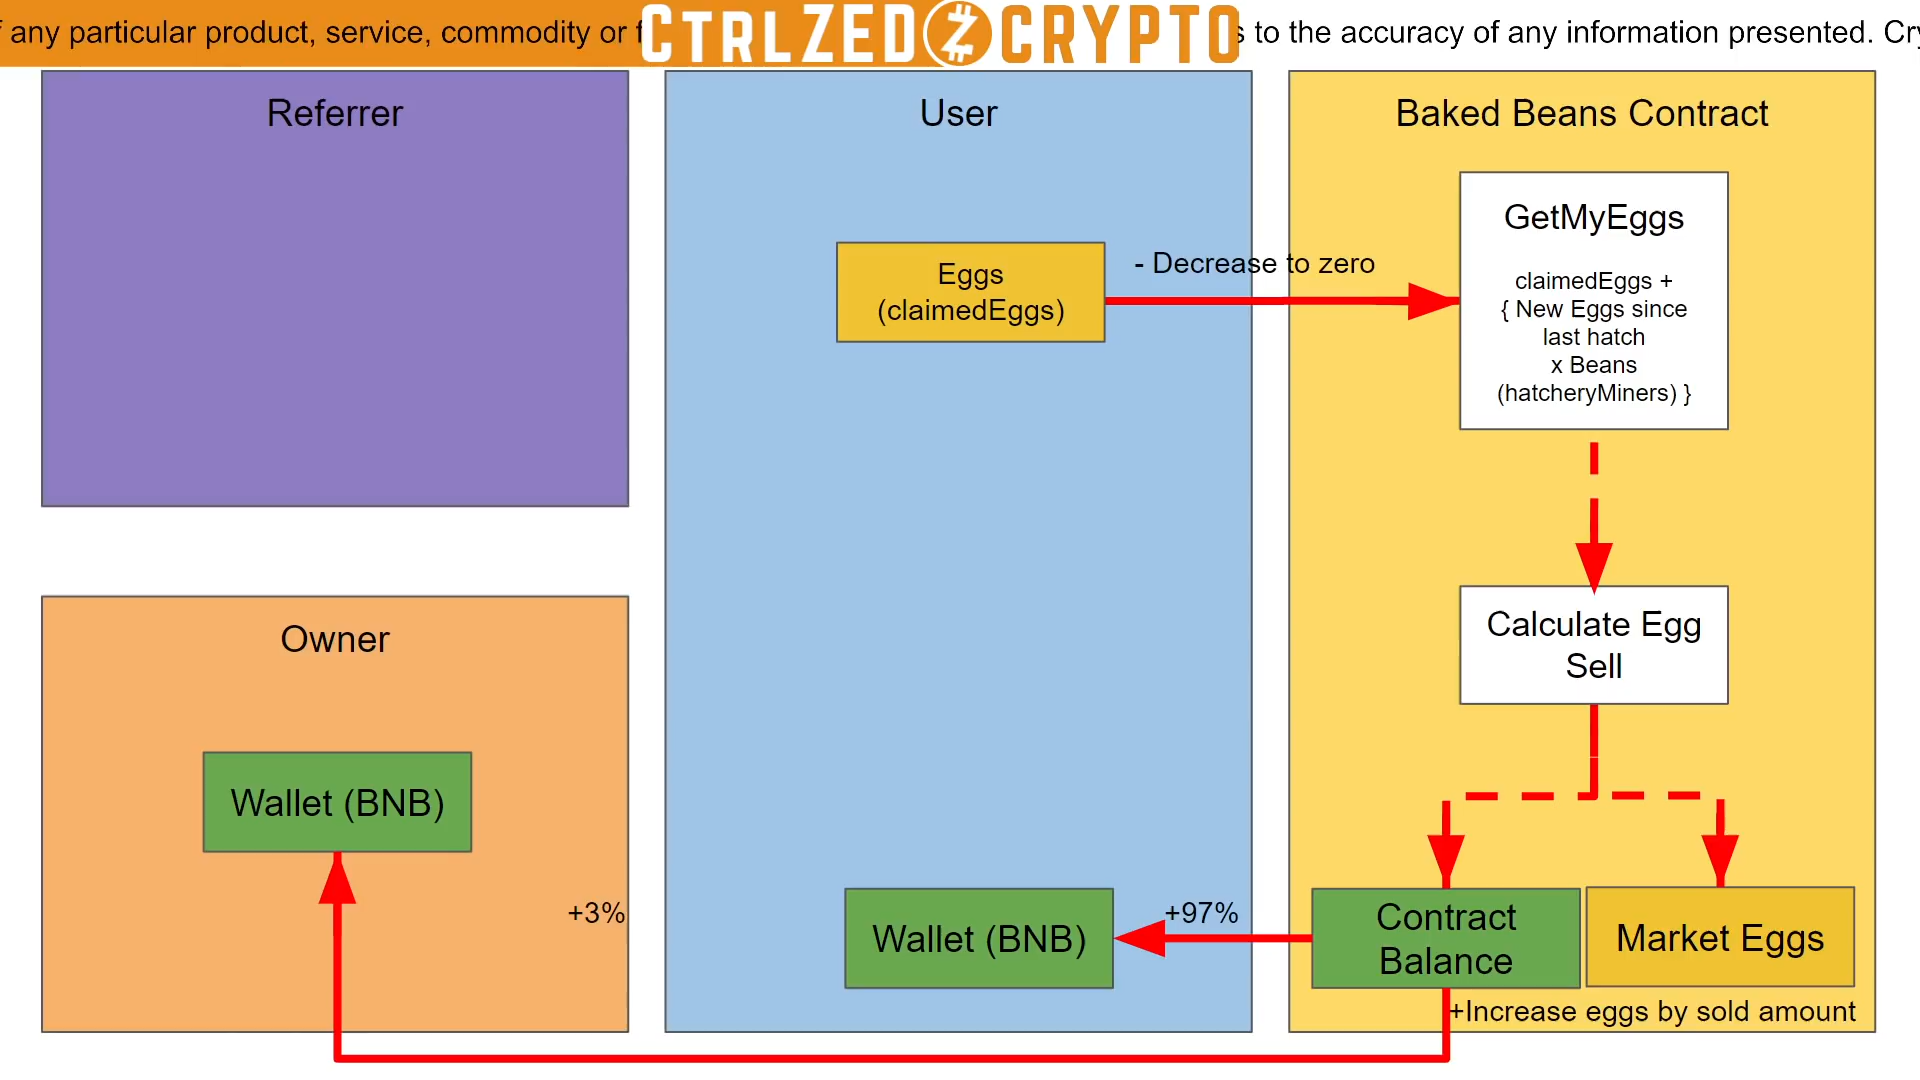 any particular product, service, commodity or
CTRLZED CRYPTO
to the accuracy of any information presented.
Referrer
User
Baked Beans Contract
GetMyEggs
claimedEggs +
{ New Eggs since
last hatch
x Beans
(hatcheryMiners) }
Eggs
(claimedEggs)
- Decrease to zero
Calculate Egg
Sell
Owner
Wallet (BNB)
+3%
Wallet (BNB)
+97%
Contract
Balance
Market Eggs
+Increase eggs by sold amount